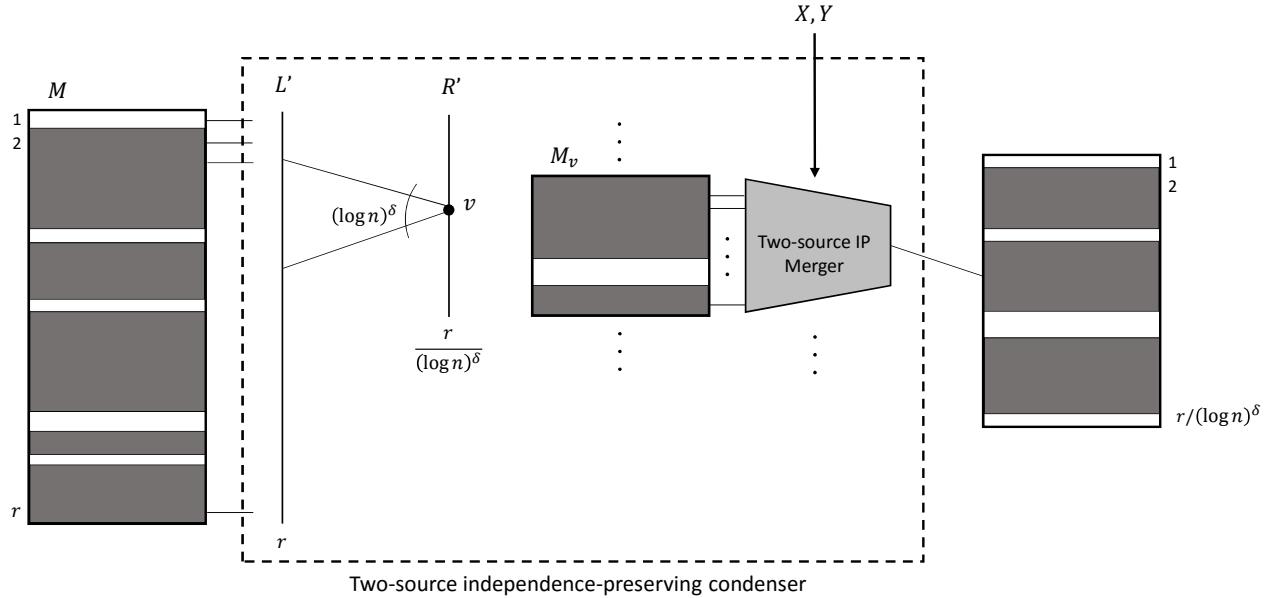 X, Y
M
L'
R'
1
2
M_v
1
2
(log n)^δ
v
Two-source IP
Merger
r/(log n)^δ
r/(log n)^δ
r
r
Two-source independence-preserving condenser